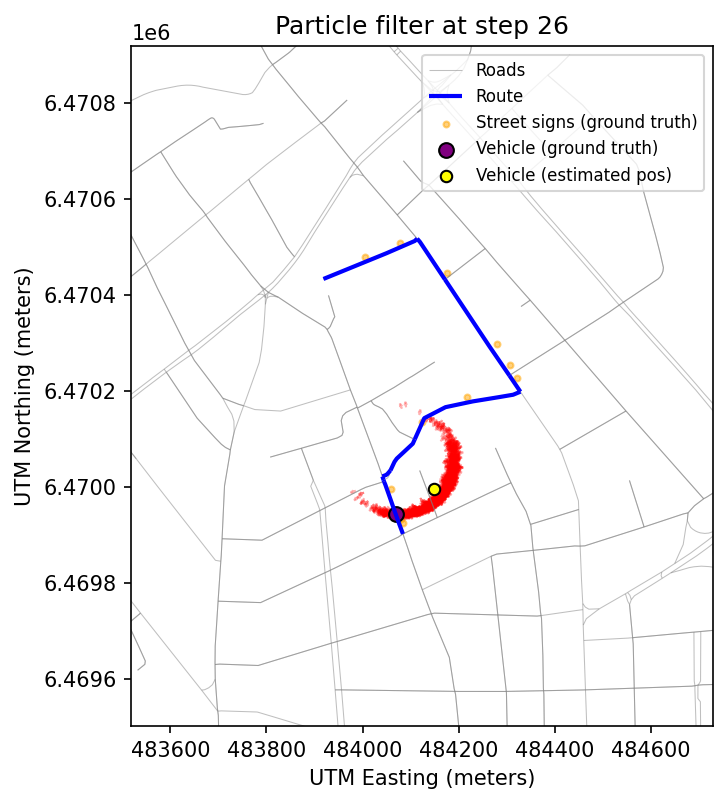 Particle filter at step 26
1e6
Roads
Route
Street signs (ground truth)
Vehicle (ground truth)
Vehicle (estimated pos)
6.4708
6.4706
6.4704
6.4702
6.4700
6.4698
6.4696
UTM Northing (meters)
483600 483800 484000 484200 484400 484600
UTM Easting (meters)